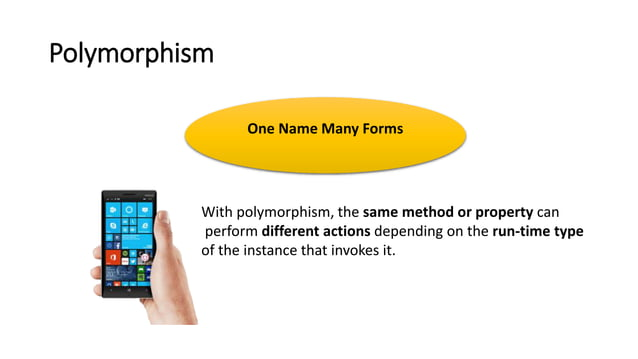 Polymorphism
One Name Many Forms
With polymorphism, the same method or property can
perform different actions depending on the run-time type
of the instance that invokes it.